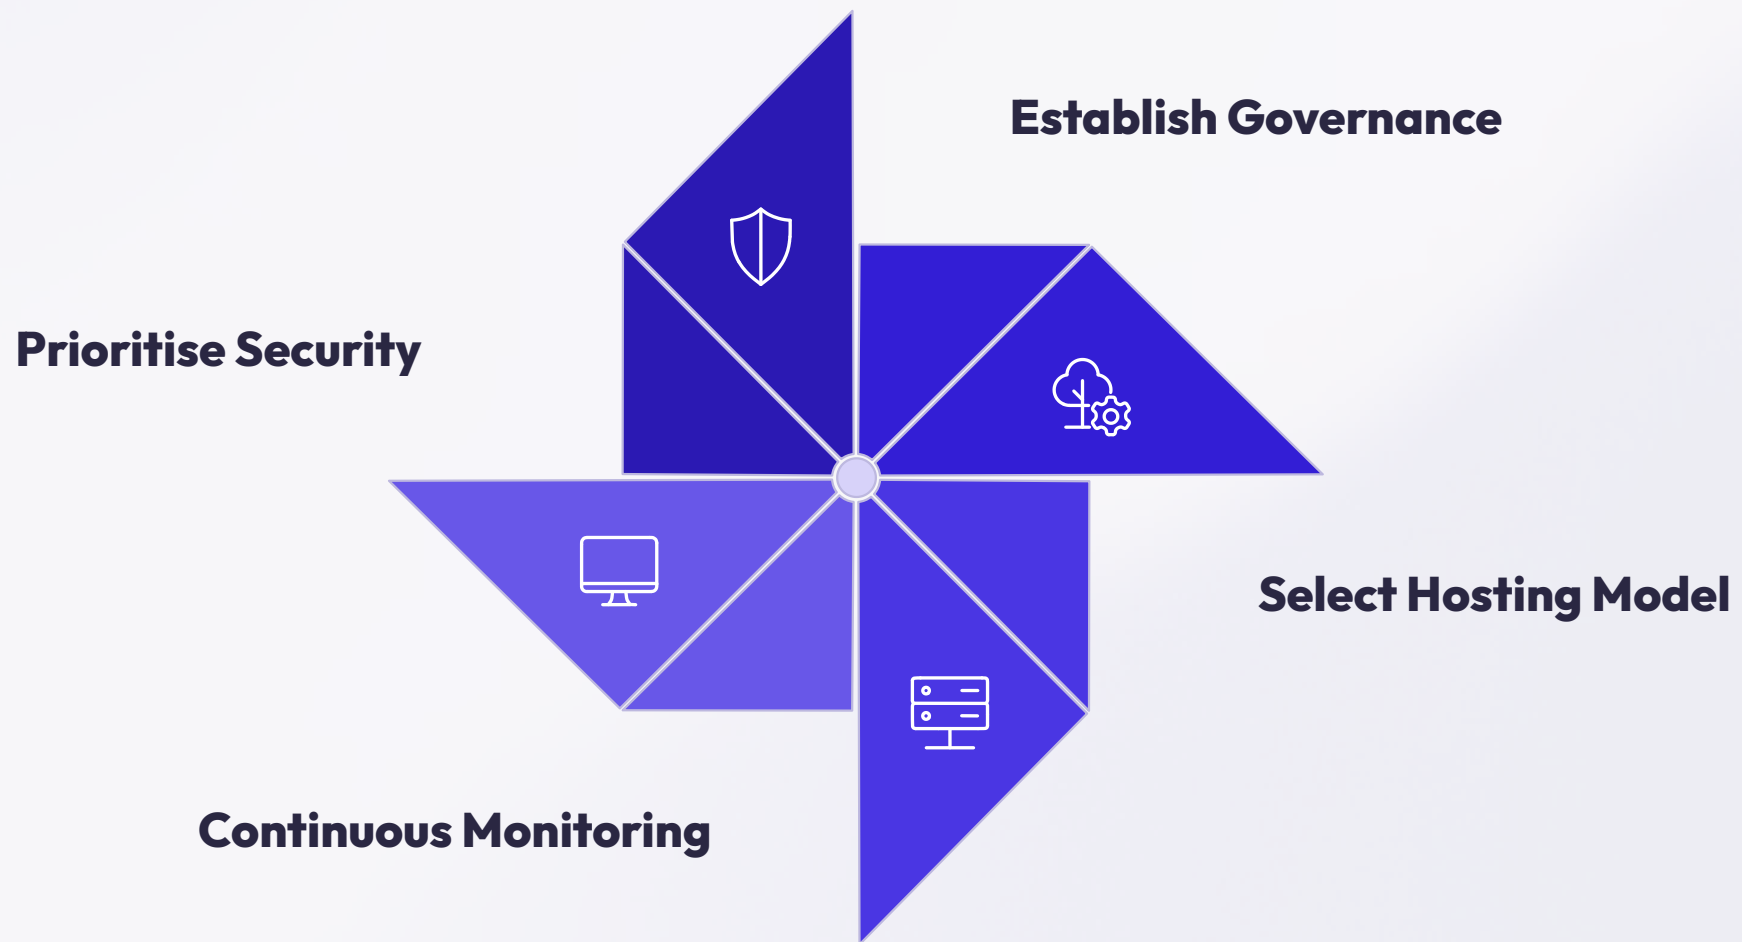 Establish Governance
Prioritise Security
Select Hosting Model
Continuous Monitoring